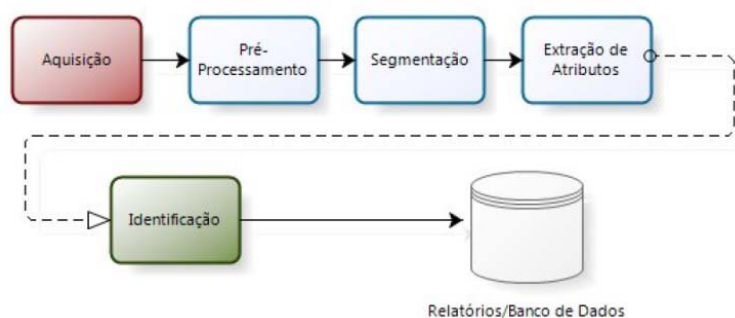 Aquisição
Pré-
Processamento
Segmentação
Extração de
Atributos
Identificação
Relatórios/Banco de Dados